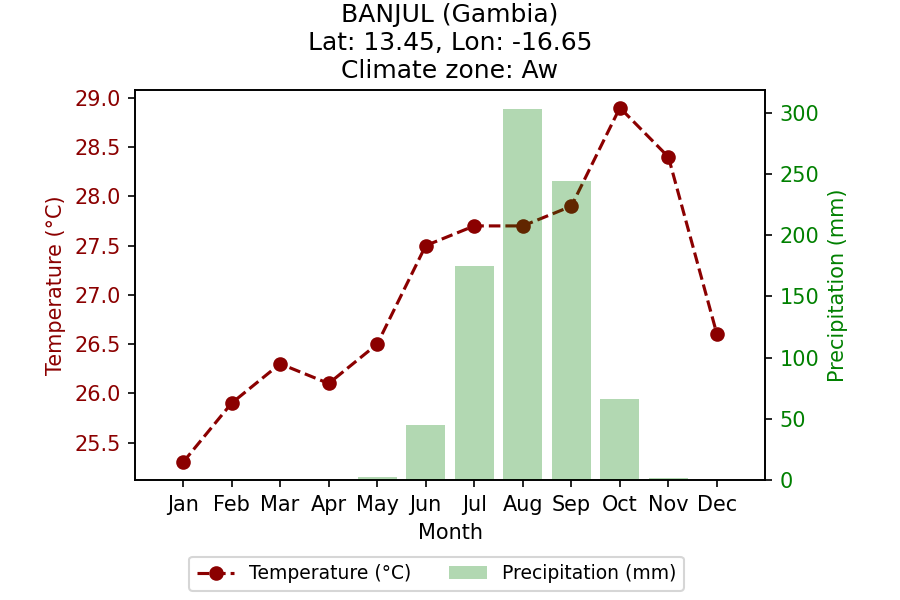 BANJUL (Gambia)
Lat: 13.45, Lon: -16.65
Climate zone: Aw
Temperature (°C)
29.0
28.5
28.0
27.5
27.0
26.5
26.0
25.5
300
250
200
150
100
50
0
Precipitation (mm)
Jan Feb Mar Apr May Jun Jul Aug Sep Oct Nov Dec
Month
Temperature (°C) Precipitation (mm)